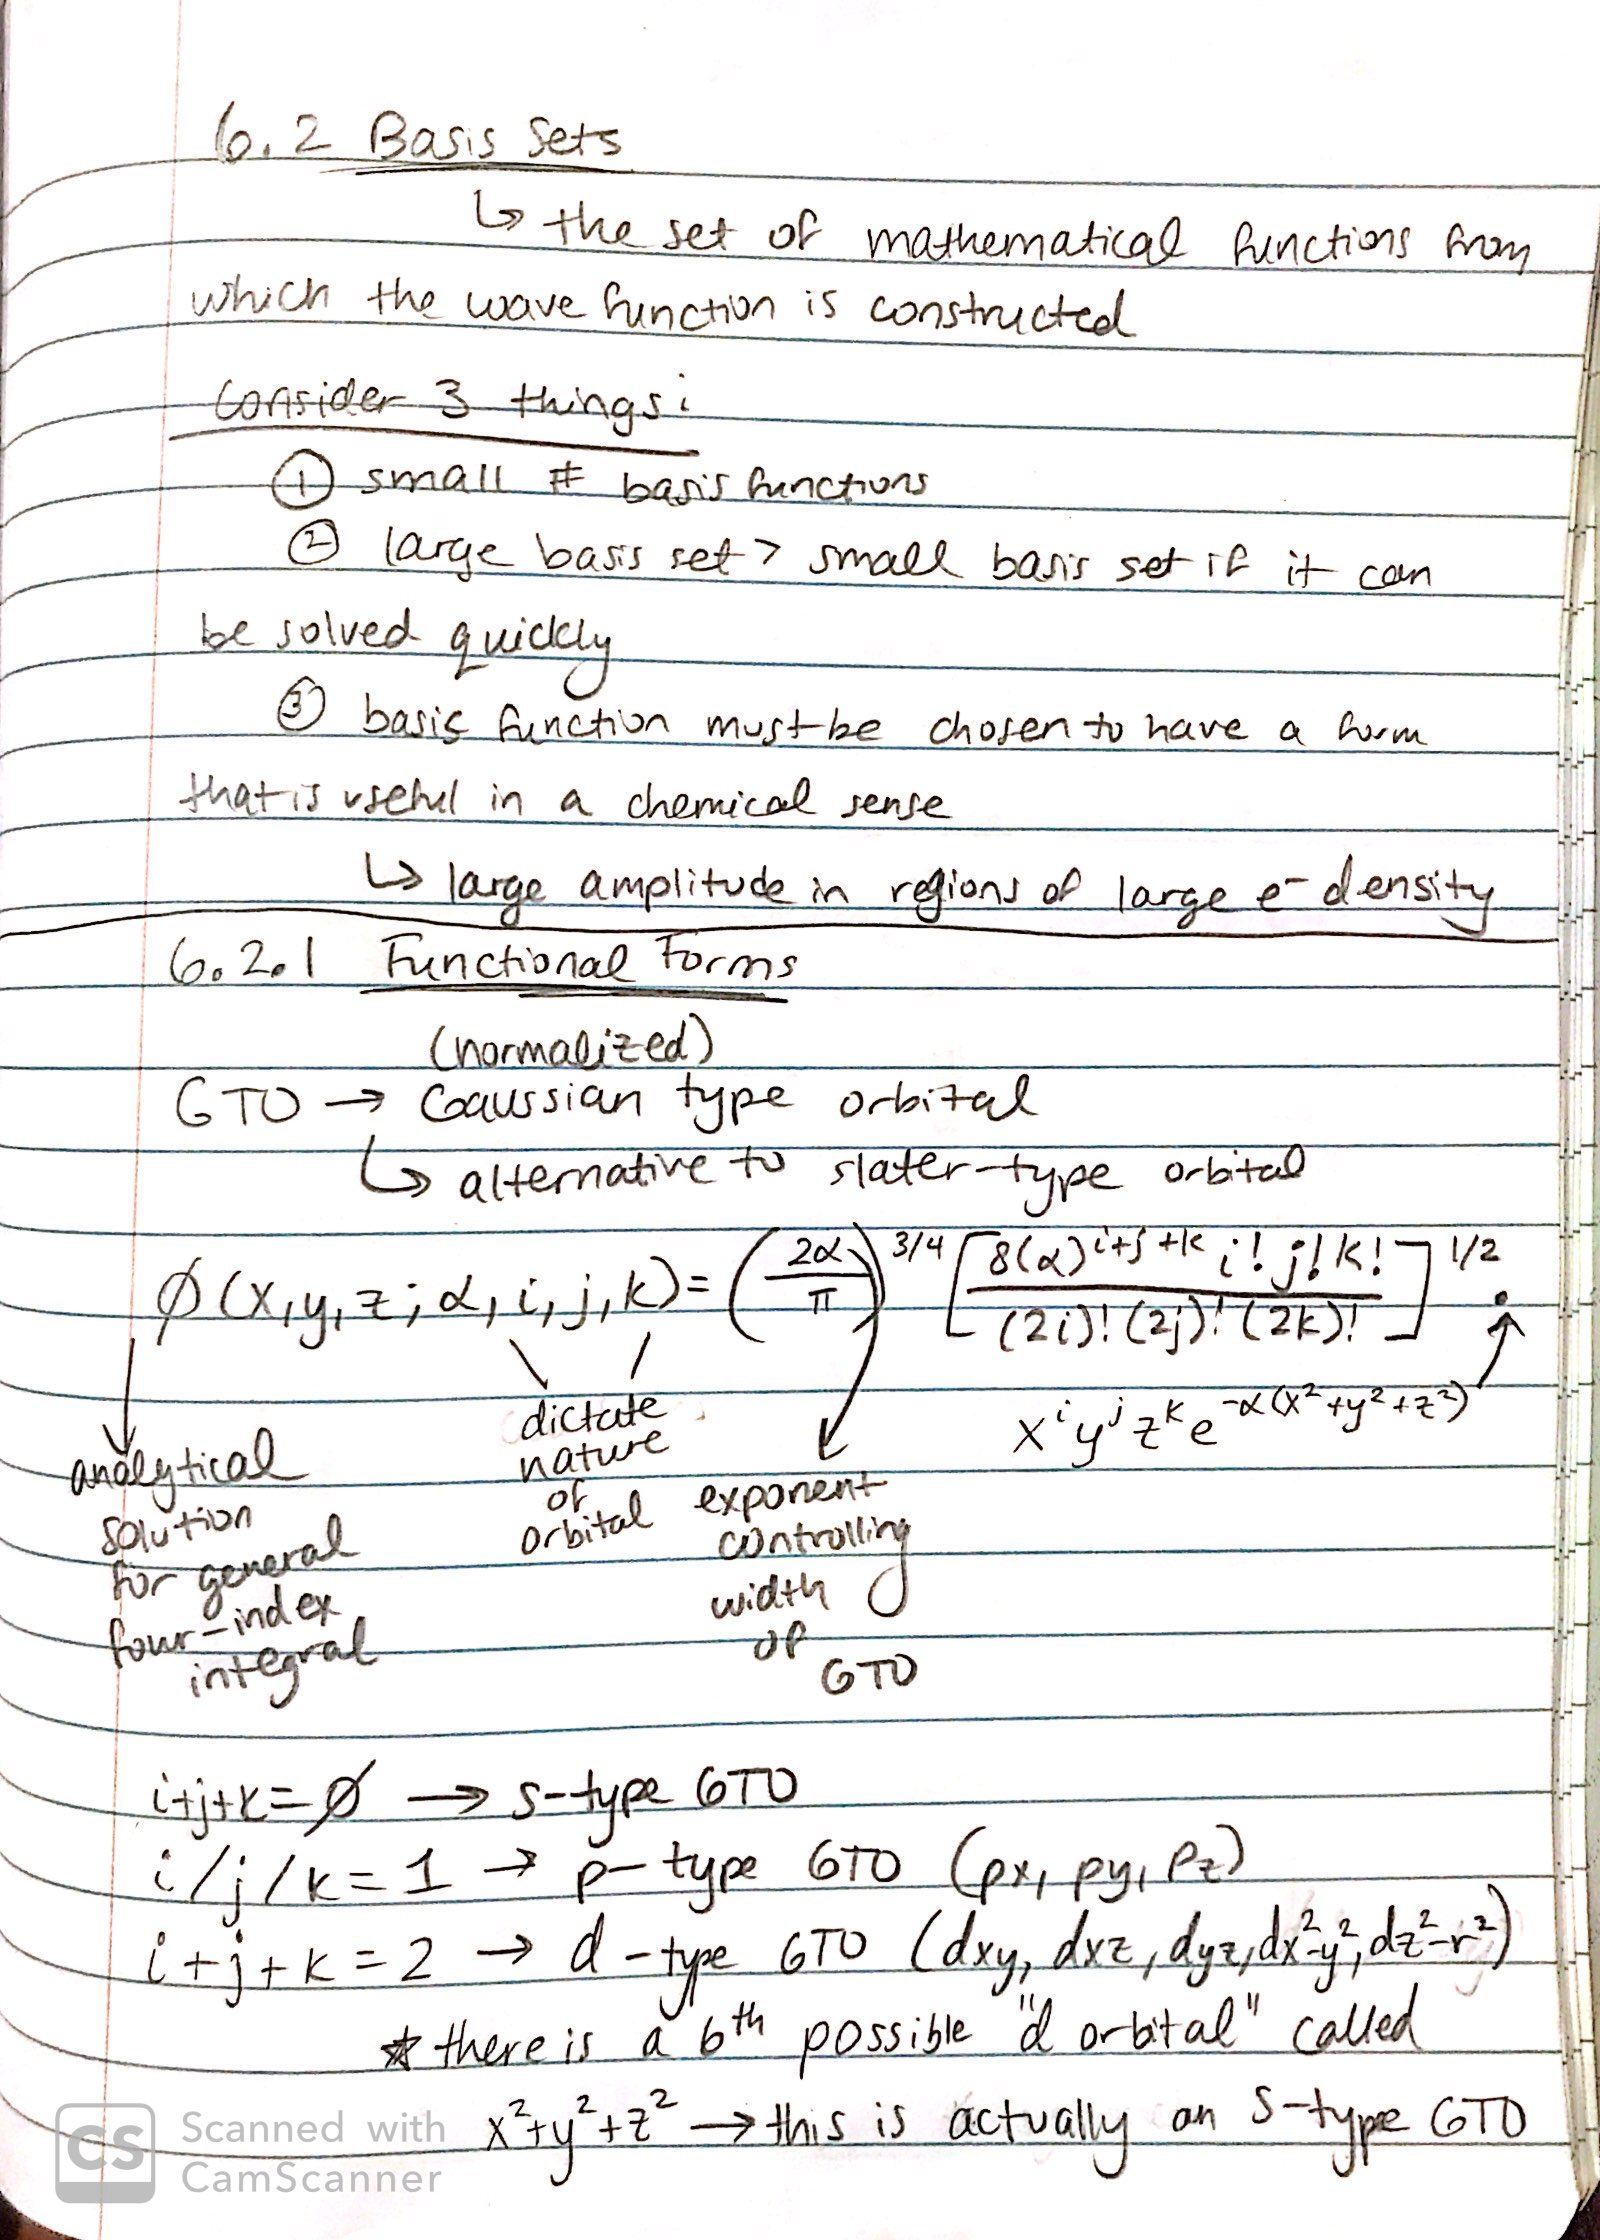 6.2 Basis Sets
↳ the set of mathematical functions from
which the wave function is constructed
Consider 3 things:
① small # basis functions
② large basis set > small basis set if it can
be solved quickly
③ basis function must be chosen to have a form
that is useful in a chemical sense
↳ large amplitude in regions of large e⁻ density
6.2.1 Functional Forms
(normalized)
GTO → Gaussian type orbital
↳ alternative to slater-type orbital
φ(x,y,z; α, i, j, k) = (2α/π)^3/4 [8(α)^i+j+k i! j! k! / (2i)! (2j)! (2k)!]^1/2 ·
x^i y^j z^k e^-α(x²+y²+z²)
analytical
solution
for general
four-index
integral
dictate
nature
of
orbital
exponent
controlling
width
of
GTO
i+j+k=Ø → s-type GTO
i/j/k = 1 → p-type GTO (px, py, pz)
i+j+k = 2 → d-type GTO (dxy, dxz, dyz, dx²-y², dz²-r²)
☆ there is a 6th possible "d orbital" called
x²+y²+z² → this is actually an s-type GTO
CS Scanned with
CamScanner